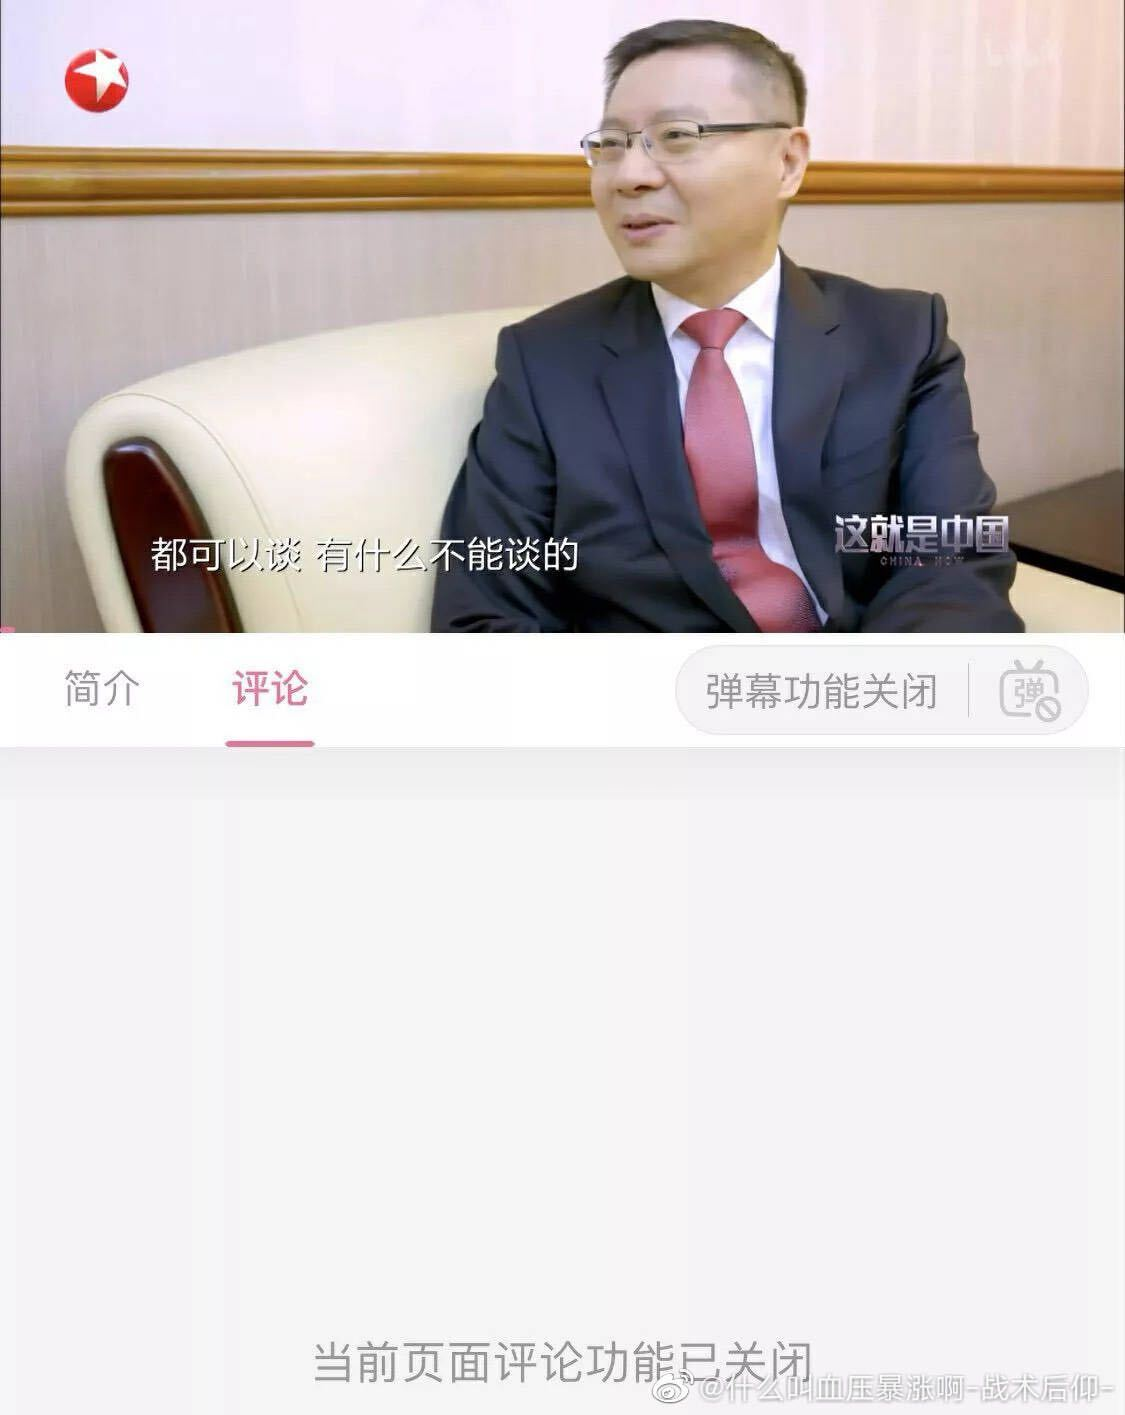 都可以谈 有什么不能谈的
这就是中国
CHINA NOW
简介
评论
弹幕功能关闭
弹
当前页面评论功能已关闭
@什么叫血压暴涨啊-战术后仰-